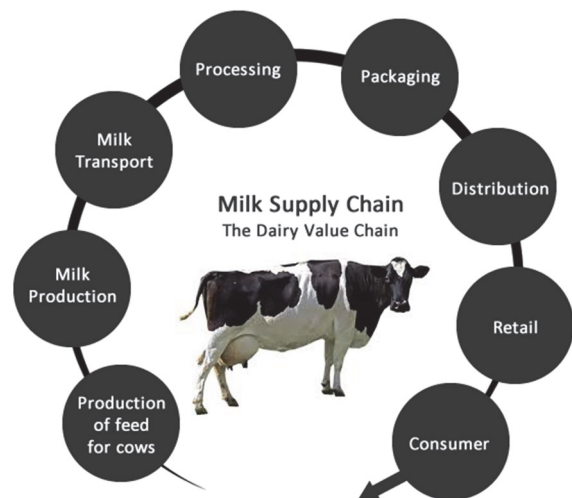 Milk Supply Chain
The Dairy Value Chain
Production
of feed
for cows
Milk
Production
Milk
Transport
Processing
Packaging
Distribution
Retail
Consumer